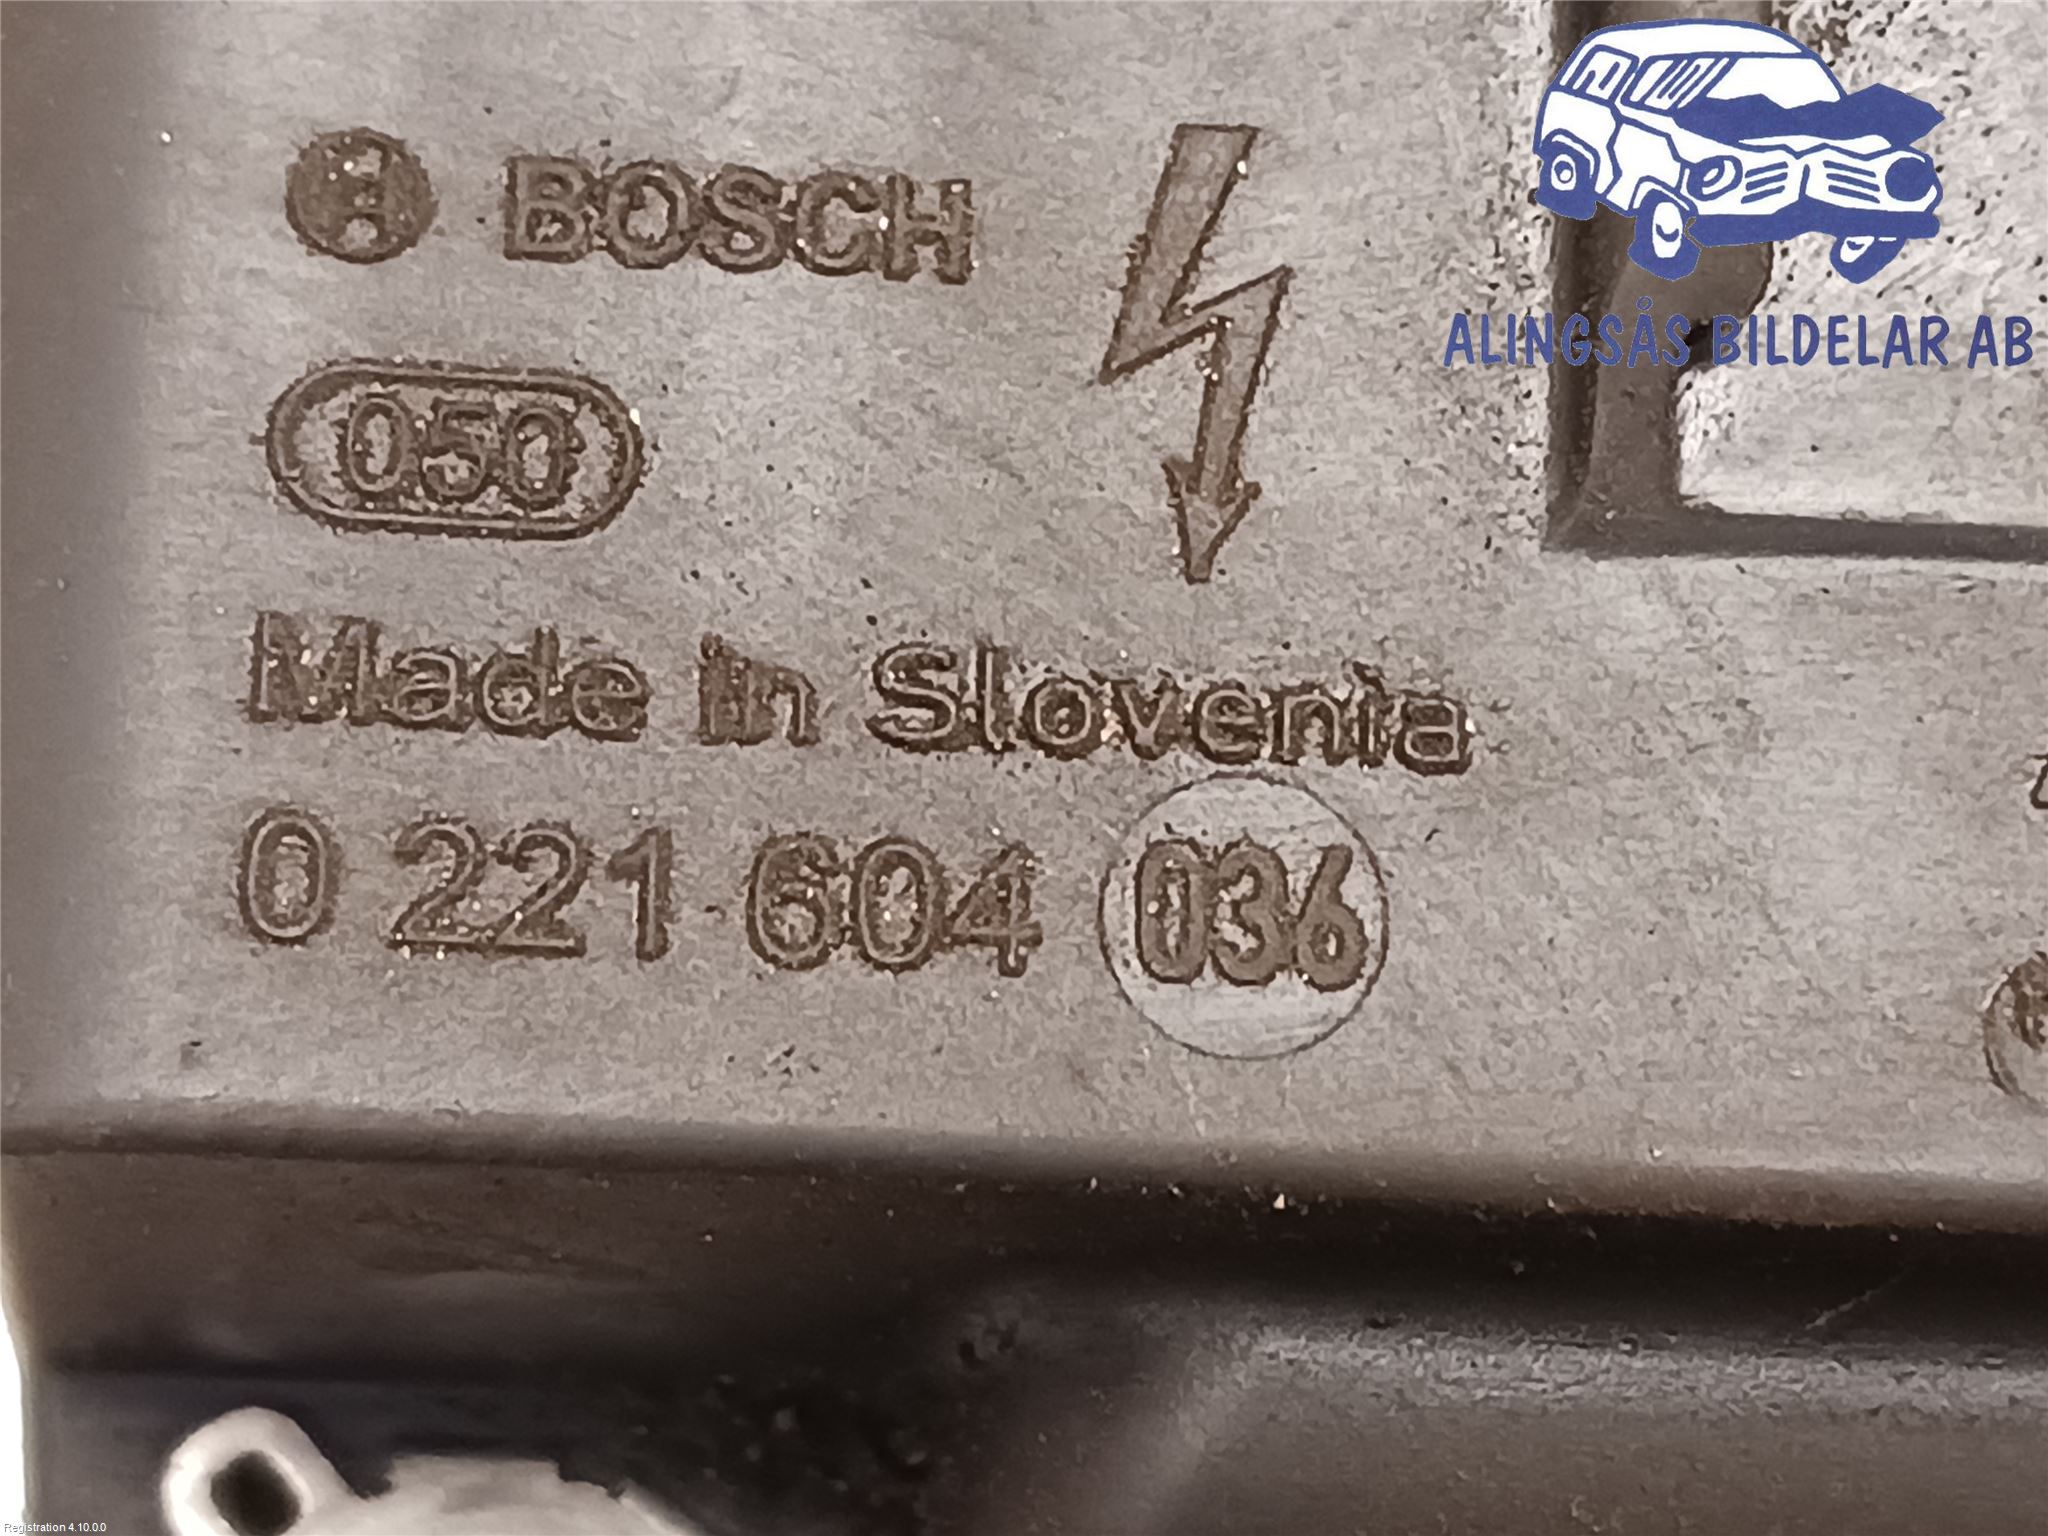 BOSCH
ALINGSÅS BILDELAR AB
050
Made in Slovenia
0 221 604 036
Registration 4.10.0.0